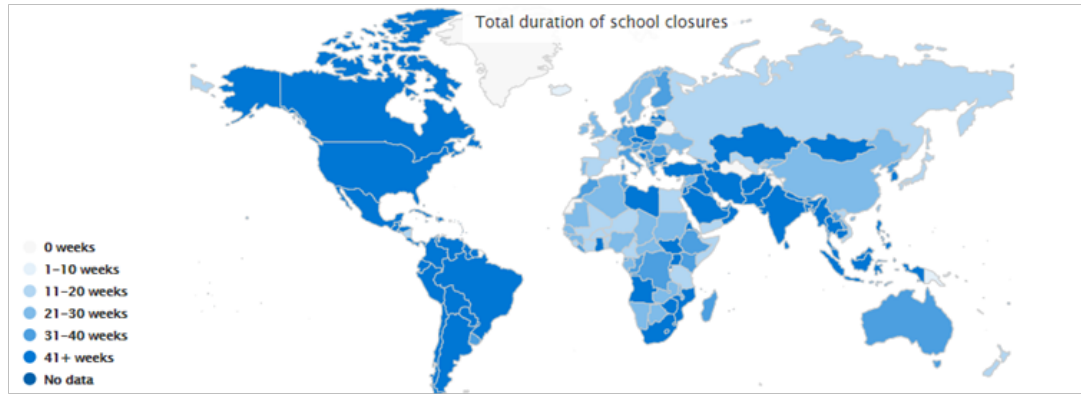 Total duration of school closures
0 weeks
1–10 weeks
11–20 weeks
21–30 weeks
31–40 weeks
41+ weeks
No data